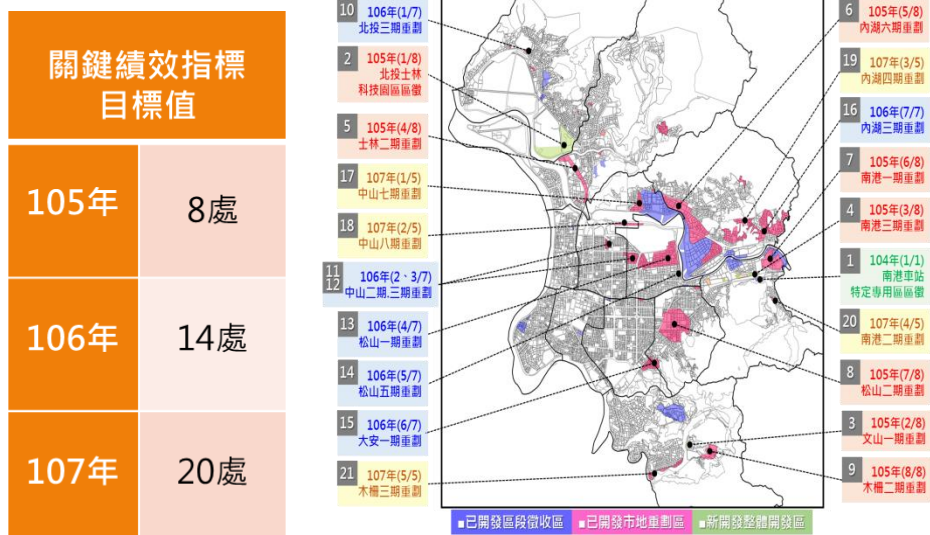 關鍵績效指標
目標值
105年
8處
106年
14處
107年
20處
10
106年(1/7)
北投三期重劃
2
105年(1/8)
北投士林
科技園區區徵
5
105年(4/8)
士林二期重劃
17
107年(1/5)
中山七期重劃
18
107年(2/5)
中山八期重劃
11
12
106年(2、3/7)
中山二期.三期重劃
13
106年(4/7)
松山一期重劃
14
106年(5/7)
松山五期重劃
15
106年(6/7)
大安一期重劃
21
107年(5/5)
木柵三期重劃
6
105年(5/8)
內湖六期重劃
19
107年(3/5)
內湖四期重劃
16
106年(7/7)
內湖三期重劃
7
105年(6/8)
南港一期重劃
4
105年(3/8)
南港三期重劃
1
104年(1/1)
南港車站
特定專用區區徵
20
107年(4/5)
南港二期重劃
8
105年(7/8)
松山二期重劃
3
105年(2/8)
文山一期重劃
9
105年(8/8)
木柵二期重劃
■已開發區段徵收區
■已開發市地重劃區
■新開發整體開發區